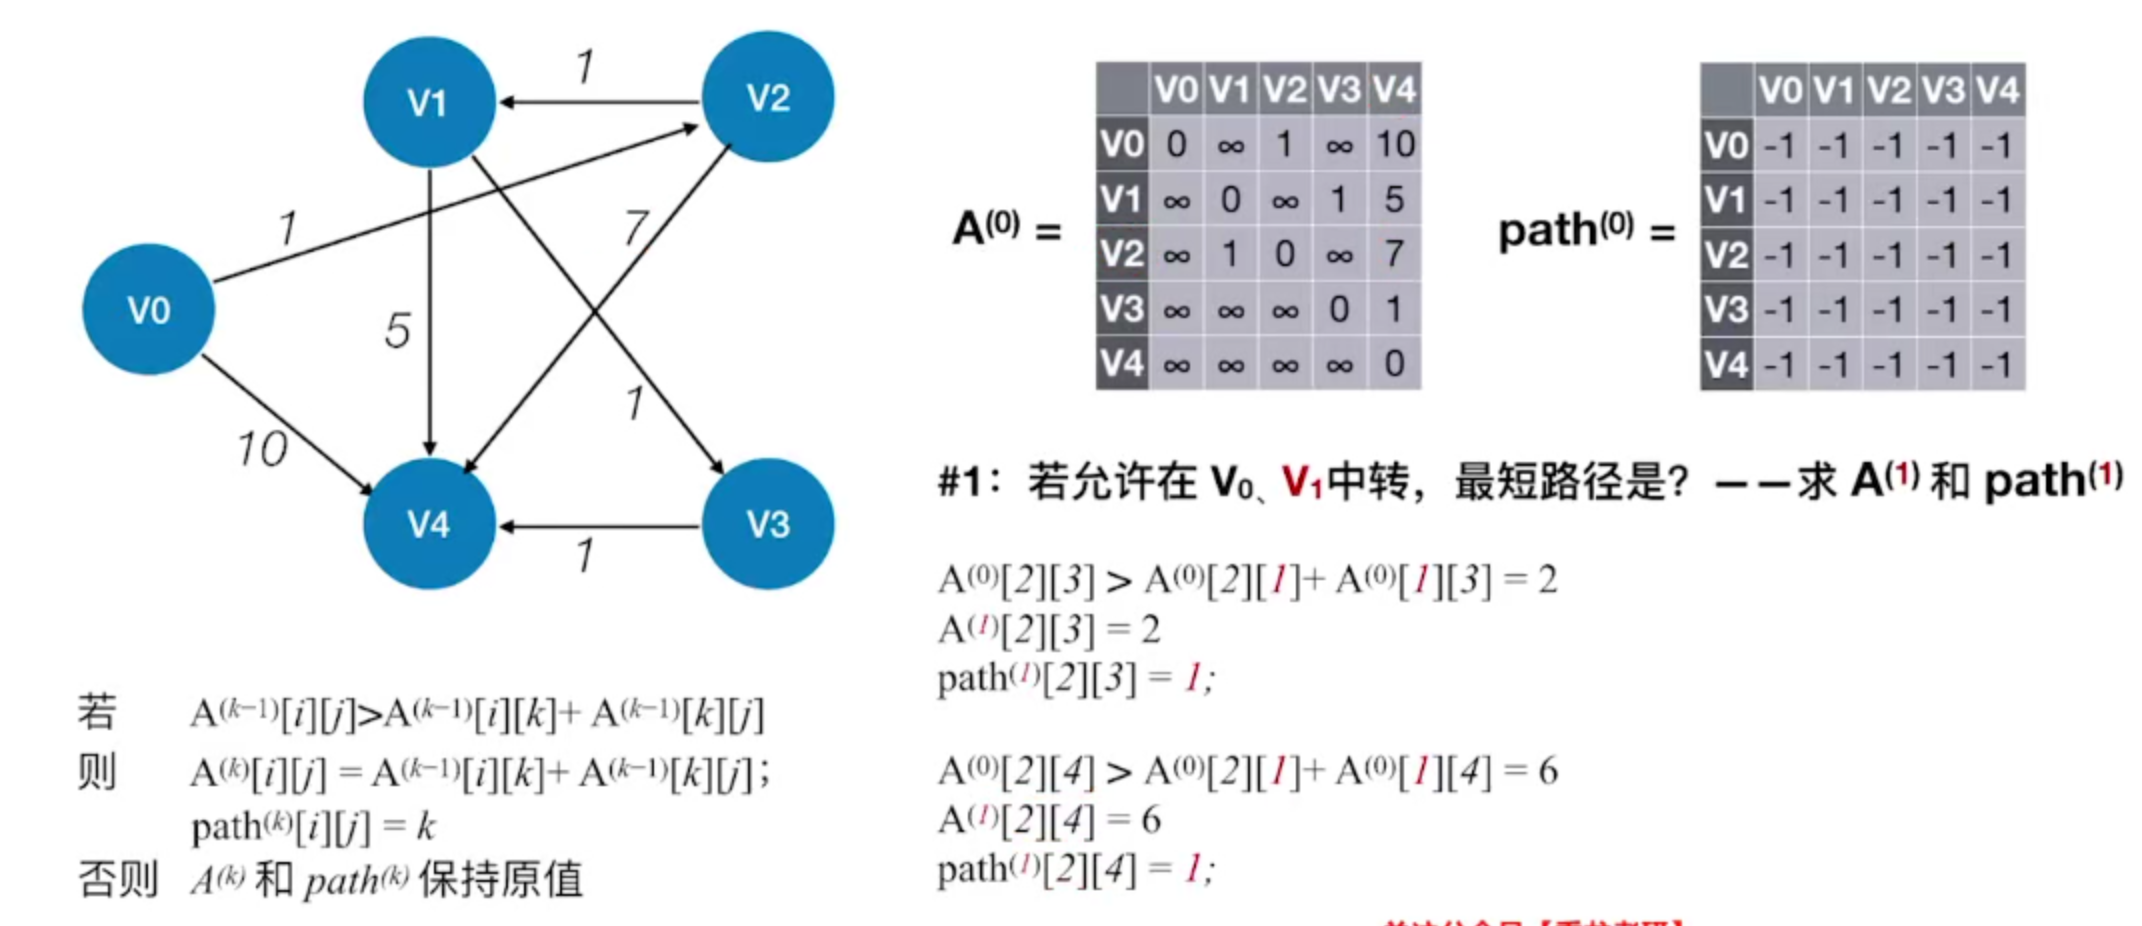 V1
V2
V0
V4
V3
1
1
7
5
1
10
1
A(0) =
V0 V1 V2 V3 V4
V0 0 ∞ 1 ∞ 10
V1 ∞ 0 ∞ 1 5
V2 ∞ 1 0 ∞ 7
V3 ∞ ∞ ∞ 0 1
V4 ∞ ∞ ∞ ∞ 0
path(0) =
V0 V1 V2 V3 V4
V0 -1 -1 -1 -1 -1
V1 -1 -1 -1 -1 -1
V2 -1 -1 -1 -1 -1
V3 -1 -1 -1 -1 -1
V4 -1 -1 -1 -1 -1
#1：若允许在 V0、V1中转，最短路径是？——求 A(1) 和 path(1)
A(0)[2][3] > A(0)[2][1]+ A(0)[1][3] = 2
A(1)[2][3] = 2
path(1)[2][3] = 1;
A(0)[2][4] > A(0)[2][1]+ A(0)[1][4] = 6
A(1)[2][4] = 6
path(1)[2][4] = 1;
若 A(k−1)[i][j]>A(k−1)[i][k]+ A(k−1)[k][j]
则 A(k)[i][j] = A(k−1)[i][k]+ A(k−1)[k][j];
path(k)[i][j] = k
否则 A(k) 和 path(k) 保持原值